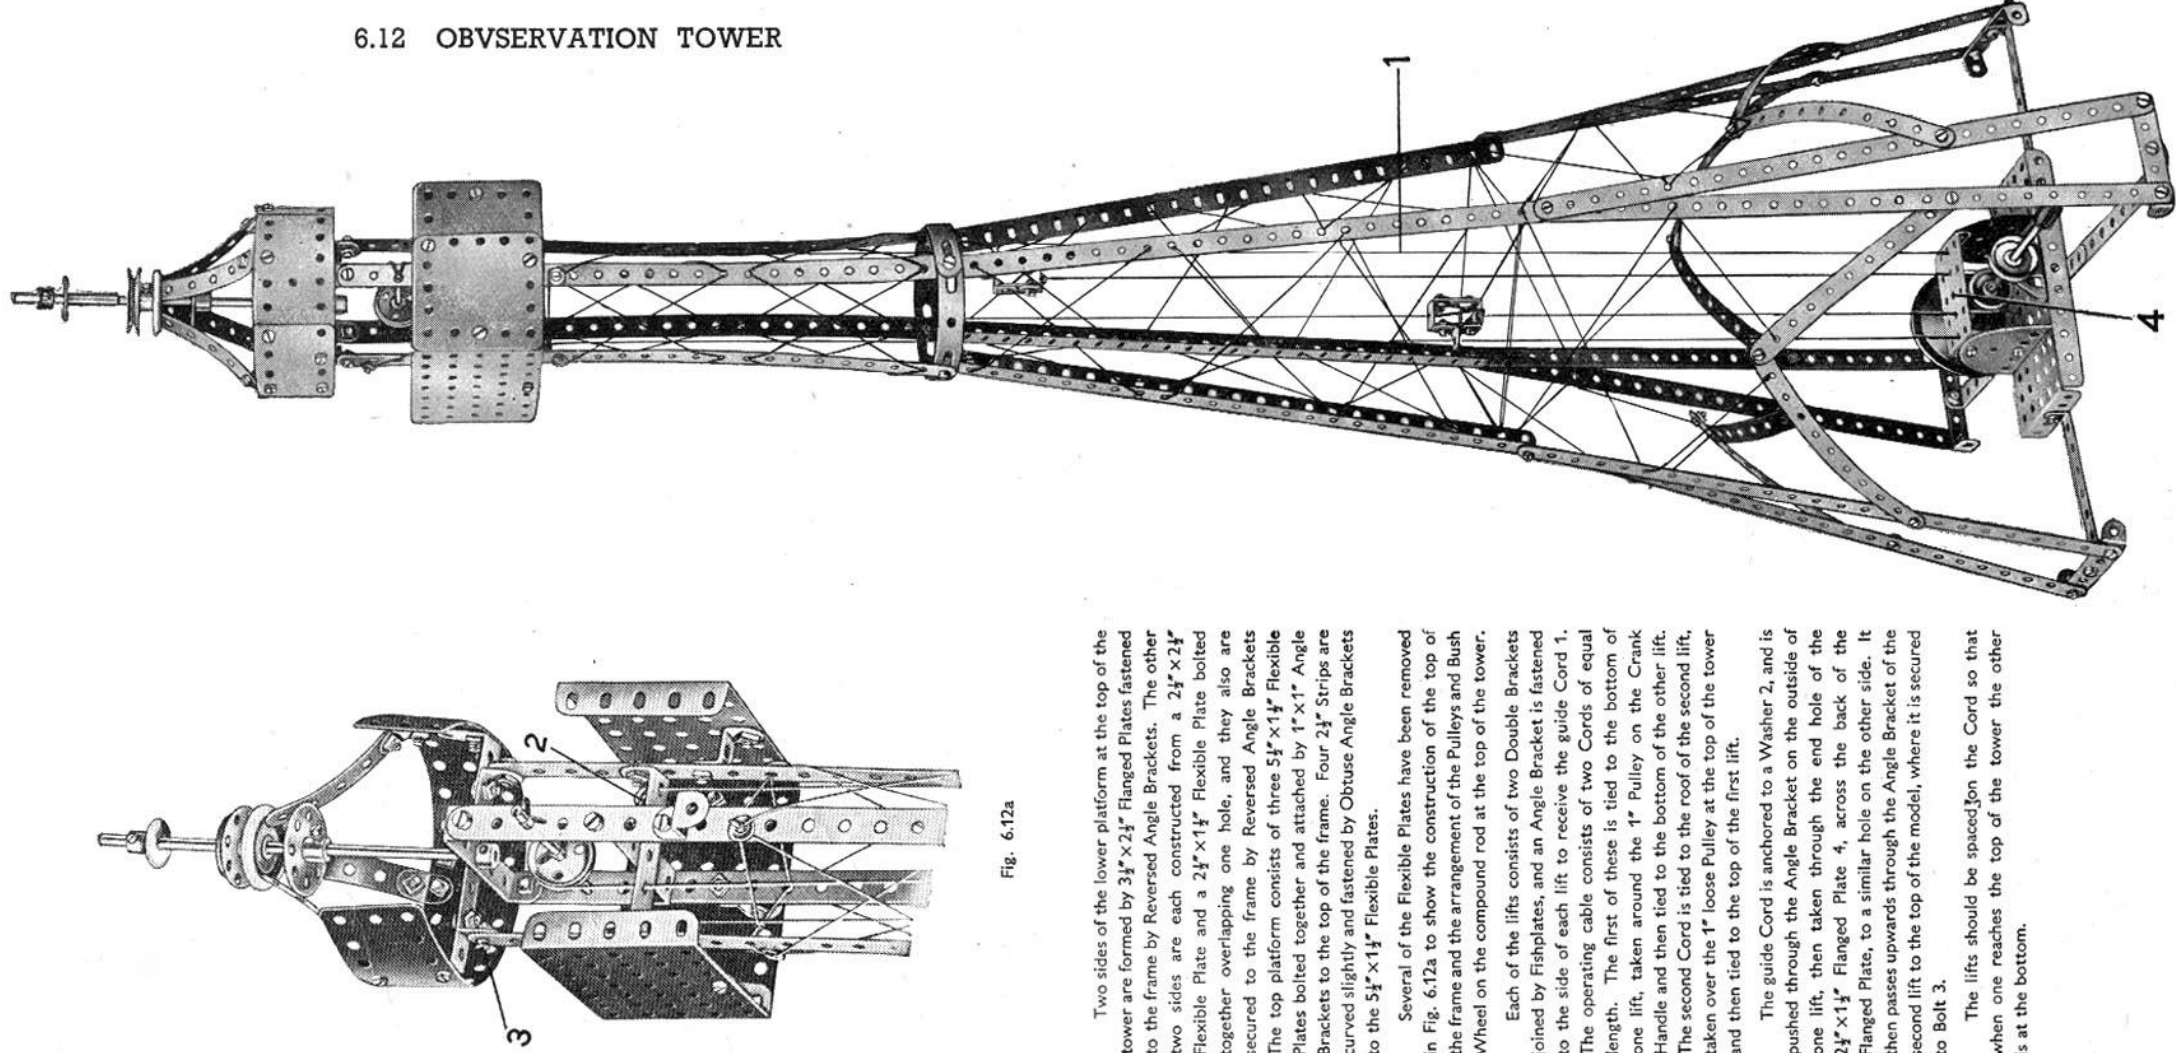 6.12 OBVSERVATION TOWER
1
4
2
3
Fig. 6.12a
Two sides of the lower platform at the top of the
tower are formed by 3½″×2½″ Flanged Plates fastened
to the frame by Reversed Angle Brackets. The other
two sides are each constructed from a 2½″×2½″
Flexible Plate and a 2½″×1½″ Flexible Plate bolted
together overlapping one hole, and they also are
secured to the frame by Reversed Angle Brackets
The top platform consists of three 5½″×1½″ Flexible
Plates bolted together and attached by 1″×1″ Angle
Brackets to the top of the frame. Four 2½″ Strips are
curved slightly and fastened by Obtuse Angle Brackets
to the 5½″×1½″ Flexible Plates.
Several of the Flexible Plates have been removed
in Fig. 6.12a to show the construction of the top of
the frame and the arrangement of the Pulleys and Bush
Wheel on the compound rod at the top of the tower.
Each of the lifts consists of two Double Brackets
joined by Fishplates, and an Angle Bracket is fastened
to the side of each lift to receive the guide Cord 1.
The operating cable consists of two Cords of equal
length. The first of these is tied to the bottom of
one lift, taken around the 1″ Pulley on the Crank
Handle and then tied to the bottom of the other lift.
The second Cord is tied to the roof of the second lift,
taken over the 1″ loose Pulley at the top of the tower
and then tied to the top of the first lift.
The guide Cord is anchored to a Washer 2, and is
pushed through the Angle Bracket on the outside of
one lift, then taken through the end hole of the
2½″×1½″ Flanged Plate 4, across the back of the
Flanged Plate, to a similar hole on the other side. It
then passes upwards through the Angle Bracket of the
second lift to the top of the model, where it is secured
to Bolt 3.
The lifts should be spaced on the Cord so that
when one reaches the top of the tower the other
is at the bottom.